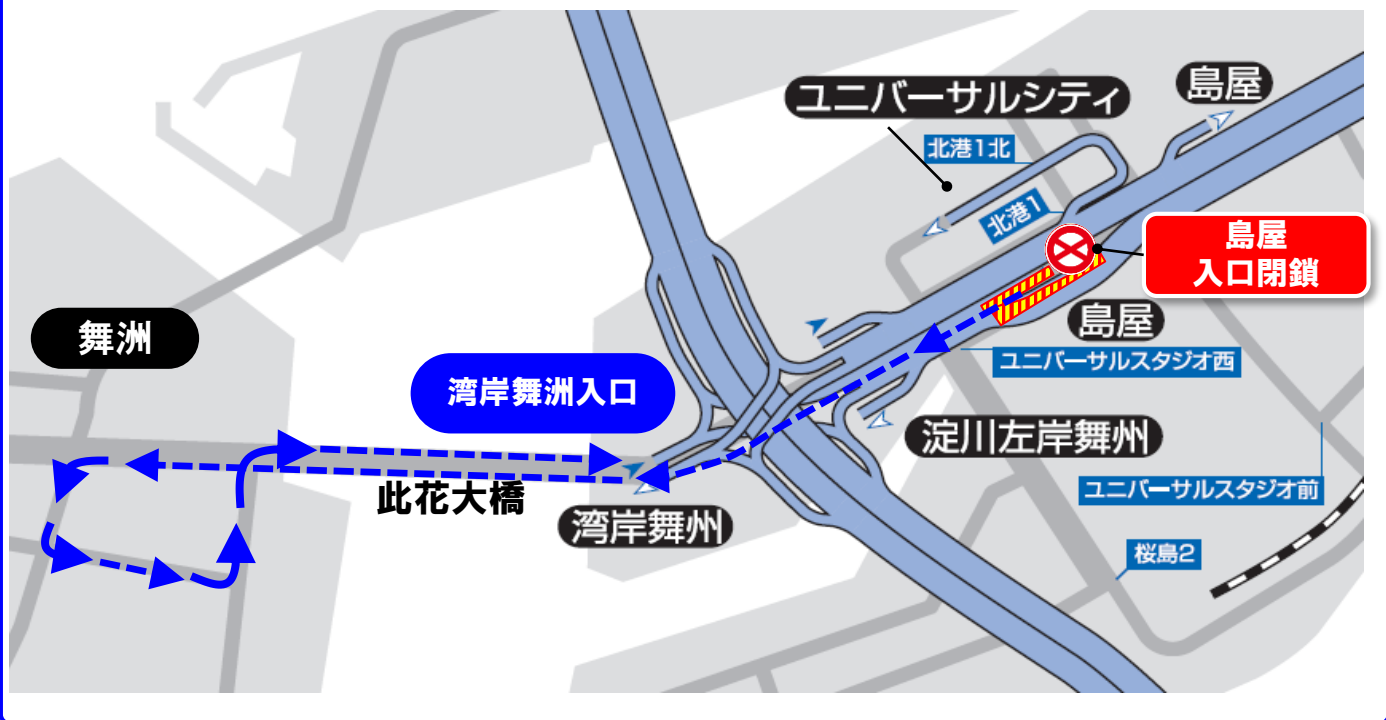 ユニバーサルシティ
島屋
北港1北
北港1
島屋
入口閉鎖
舞洲
島屋
ユニバーサルスタジオ西
湾岸舞洲入口
淀川左岸舞州
此花大橋
ユニバーサルスタジオ前
湾岸舞州
桜島2